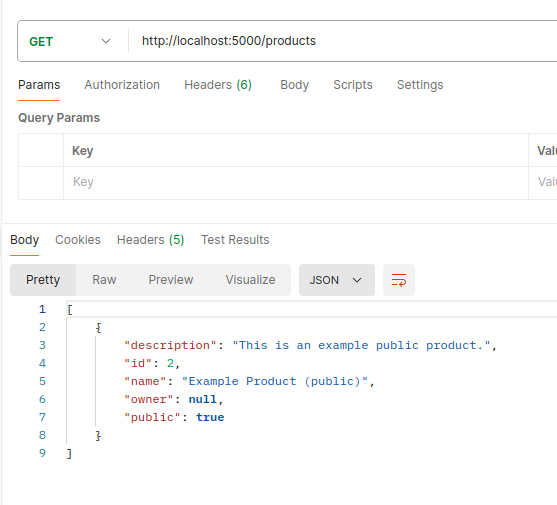 GET http://localhost:5000/products
Params Authorization Headers (6) Body Scripts Settings
Query Params
Key Valu
Key Valu
Body Cookies Headers (5) Test Results
Pretty Raw Preview Visualize JSON
1 [
2 {
3 "description": "This is an example public product.",
4 "id": 2,
5 "name": "Example Product (public)",
6 "owner": null,
7 "public": true
8 }
9 ]